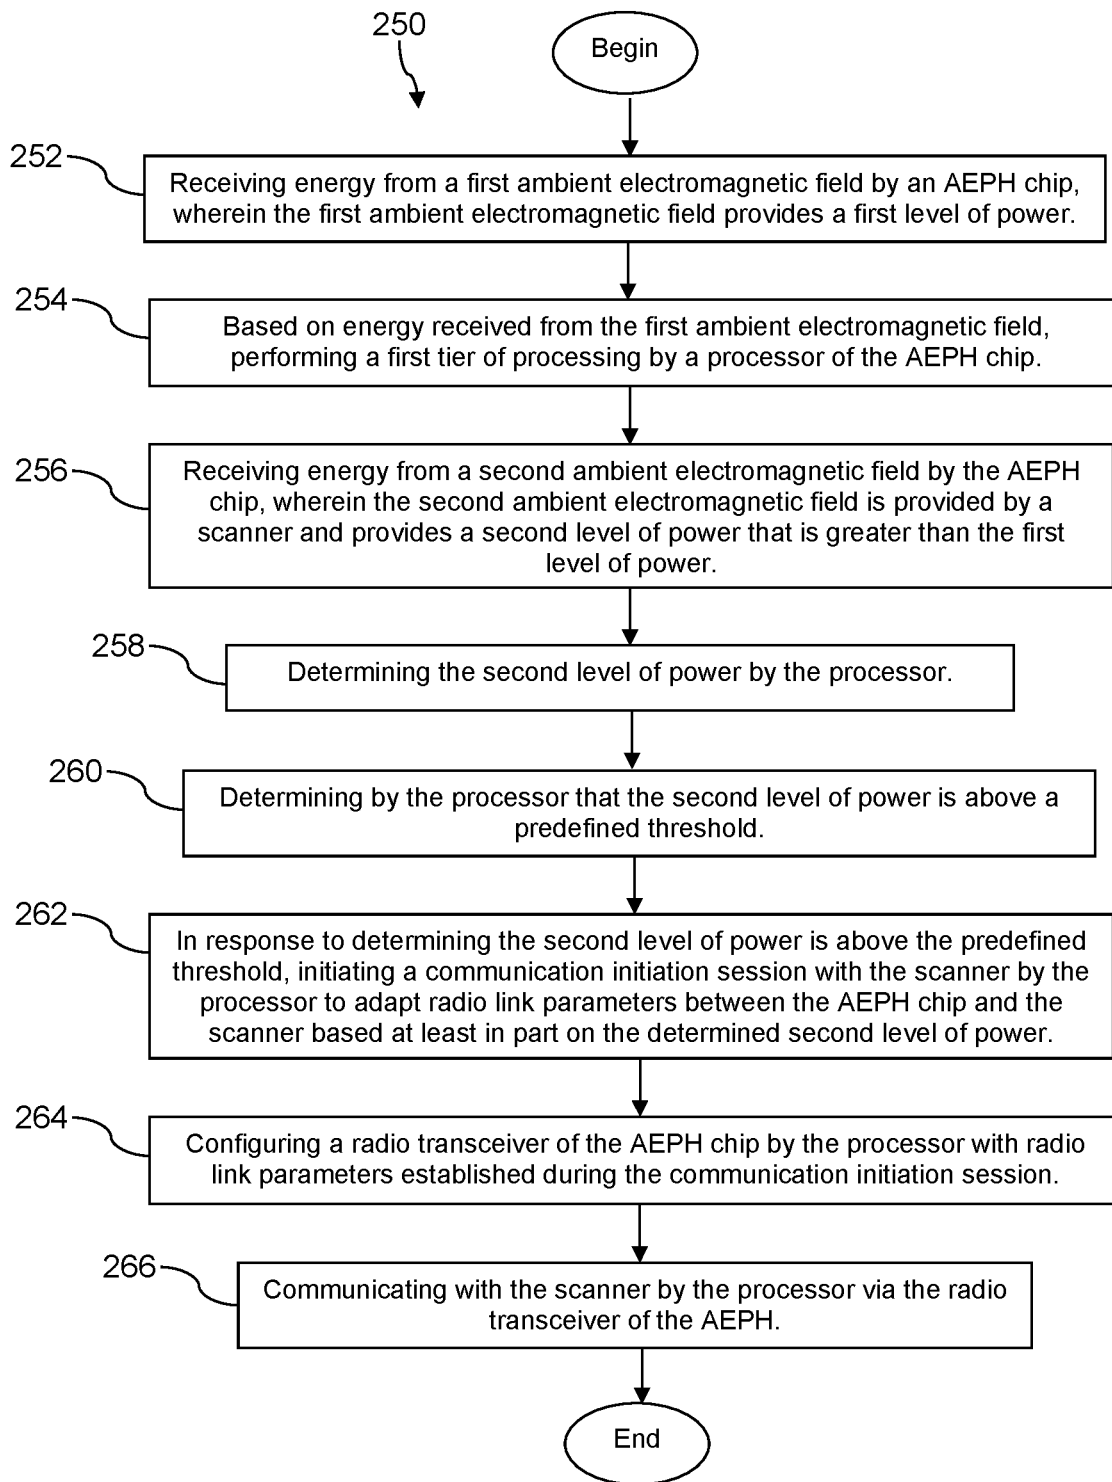 250
Begin
252
Receiving energy from a first ambient electromagnetic field by an AEPH chip,
wherein the first ambient electromagnetic field provides a first level of power.
254
Based on energy received from the first ambient electromagnetic field,
performing a first tier of processing by a processor of the AEPH chip.
256
Receiving energy from a second ambient electromagnetic field by the AEPH
chip, wherein the second ambient electromagnetic field is provided by a
scanner and provides a second level of power that is greater than the first
level of power.
258
Determining the second level of power by the processor.
260
Determining by the processor that the second level of power is above a
predefined threshold.
262
In response to determining the second level of power is above the predefined
threshold, initiating a communication initiation session with the scanner by the
processor to adapt radio link parameters between the AEPH chip and the
scanner based at least in part on the determined second level of power.
264
Configuring a radio transceiver of the AEPH chip by the processor with radio
link parameters established during the communication initiation session.
266
Communicating with the scanner by the processor via the radio
transceiver of the AEPH.
End